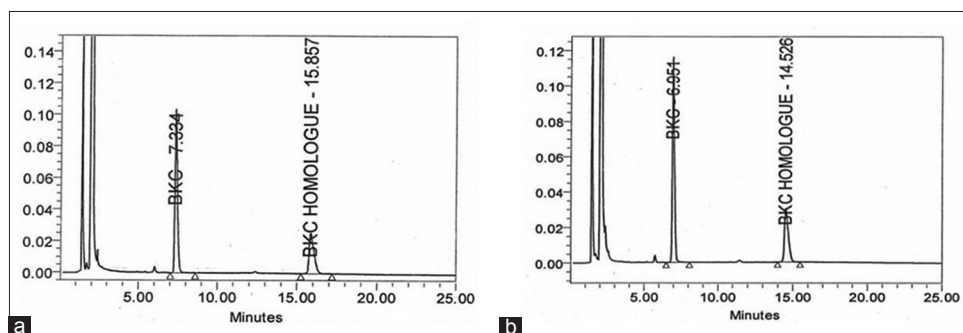 0.14
0.12
0.10
0.08
0.06
0.04
0.02
0.00
BKC 7.334
BKC HOMOLOGUE - 15.857
5.00 10.00 15.00 20.00 25.00
Minutes
a
0.12
0.10
0.08
0.06
0.04
0.02
0.00
BKC 6.951
BKC HOMOLOGUE - 14.526
5.00 10.00 15.00 20.00 25.00
Minutes
b